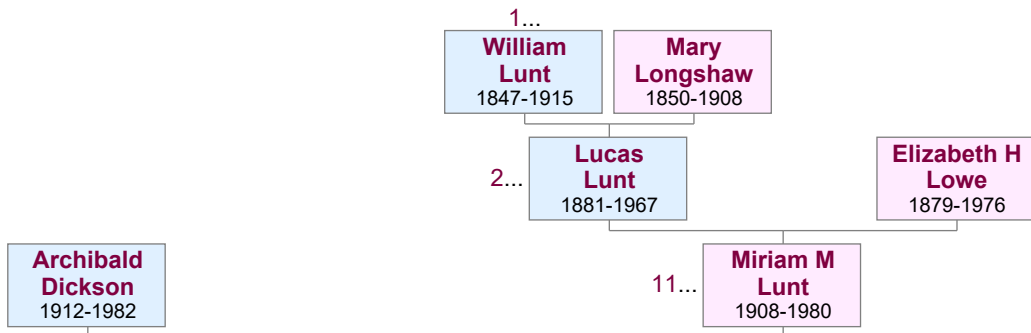 1...
William
Lunt
1847-1915
Mary
Longshaw
1850-1908
2...
Lucas
Lunt
1881-1967
Elizabeth H
Lowe
1879-1976
Archibald
Dickson
1912-1982
11...
Miriam M
Lunt
1908-1980